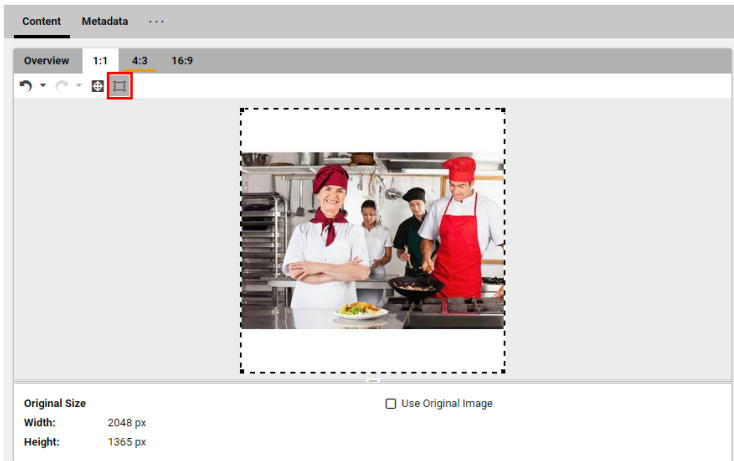 Content Metadata ···
Overview 1:1 4:3 16:9
Original Size
Use Original Image
Width: 2048 px
Height: 1365 px